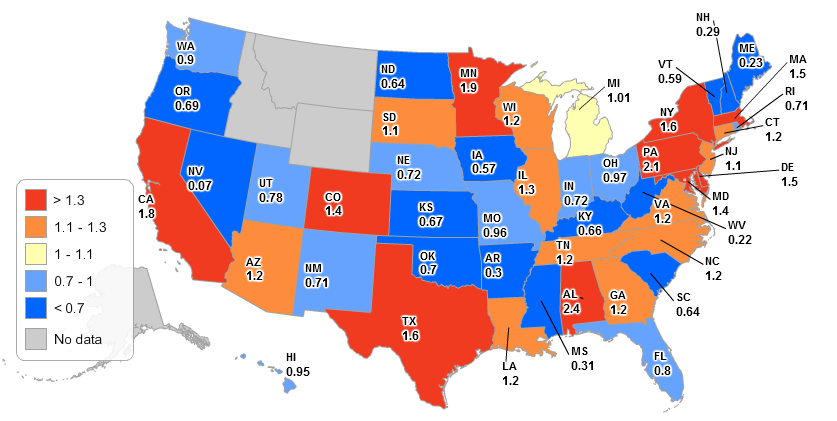 NH
0.29
WA
0.9
ND
0.64
MN
1.9
VT
0.59
ME
0.23
MA
1.5
OR
0.69
MI
1.01
RI
0.71
SD
1.1
WI
1.2
NY
1.6
CT
1.2
NV
0.07
NE
0.72
IA
0.57
PA
2.1
NJ
1.1
UT
0.78
IL
1.3
IN
0.72
OH
0.97
DE
1.5
CA
1.8
CO
1.4
KS
0.67
MO
0.96
KY
0.66
VA
1.2
MD
1.4
WV
0.22
AZ
1.2
NM
0.71
OK
0.7
AR
0.3
TN
1.2
NC
1.2
AL
2.4
GA
1.2
SC
0.64
TX
1.6
LA
1.2
MS
0.31
FL
0.8
HI
0.95
> 1.3
1.1 - 1.3
1 - 1.1
0.7 - 1
< 0.7
No data